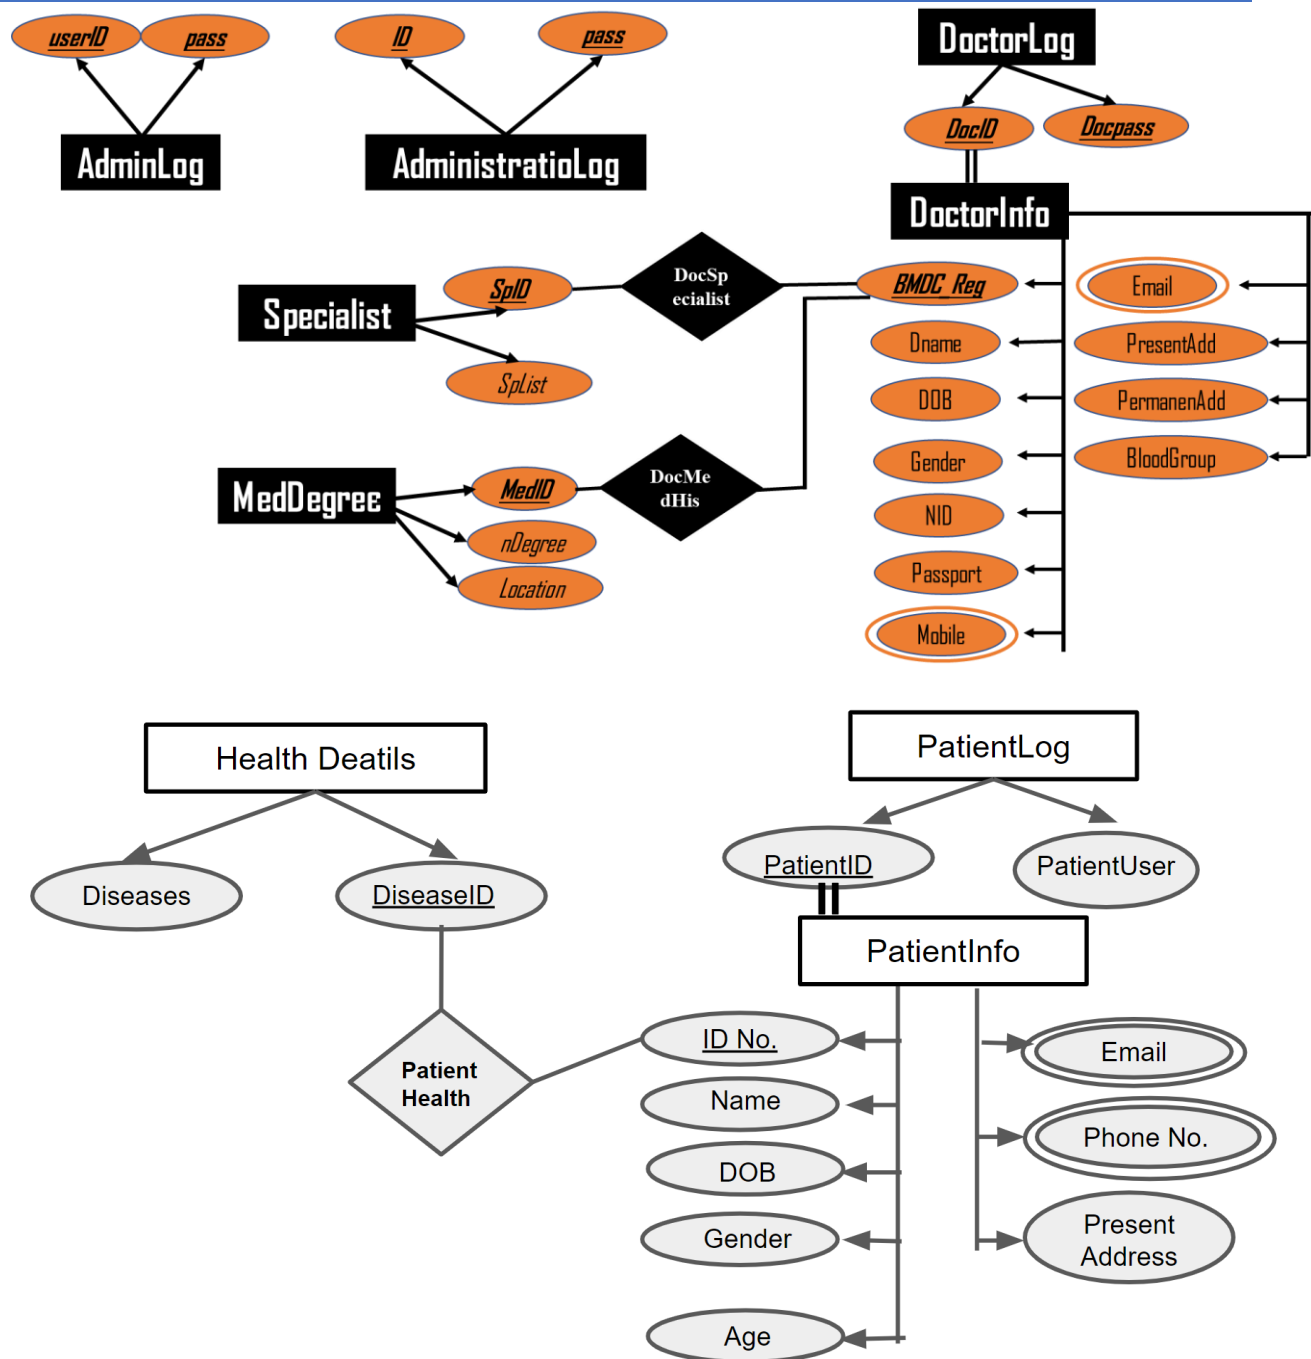 userID
pass
ID
pass
DoctorLog
DocID
Docpass
AdminLog
AdministratioLog
DoctorInfo
Specialist
SpID
SpList
DocSp
ecialist
BMDC_Reg
Dname
DOB
Gender
NID
Passport
Mobile
Email
PresentAdd
PermanenAdd
BloodGroup
MedDegree
MedID
nDegree
Location
DocMe
dHis
Health Deatils
Diseases
DiseaseID
Patient
Health
PatientLog
PatientID
PatientUser
PatientInfo
ID No.
Name
DOB
Gender
Age
Email
Phone No.
Present
Address